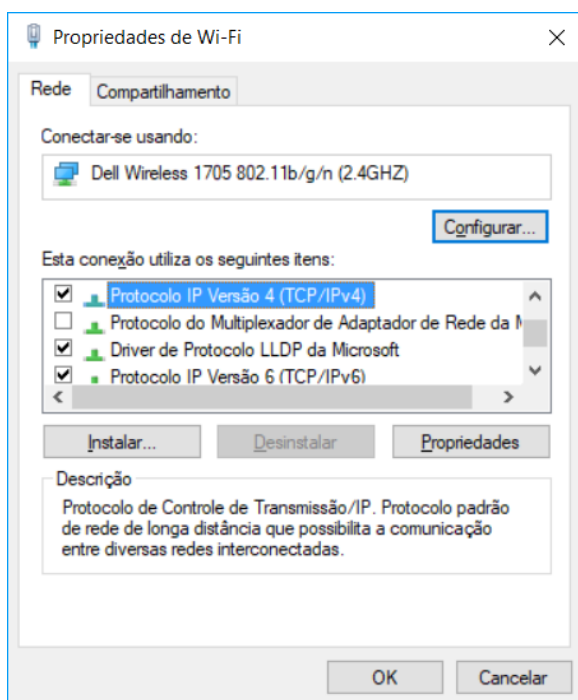 Propriedades de Wi-Fi
Rede
Compartilhamento
Conectar-se usando:
Dell Wireless 1705 802.11b/g/n (2.4GHZ)
Configurar...
Esta conexão utiliza os seguintes itens:
Protocolo IP Versão 4 (TCP/IPv4)
Protocolo do Multiplexador de Adaptador de Rede da
Driver de Protocolo LLDP da Microsoft
Protocolo IP Versão 6 (TCP/IPv6)
Instalar...
Desinstalar
Propriedades
Descrição
Protocolo de Controle de Transmissão/IP. Protocolo padrão
de rede de longa distância que possibilita a comunicação
entre diversas redes interconectadas.
OK
Cancelar